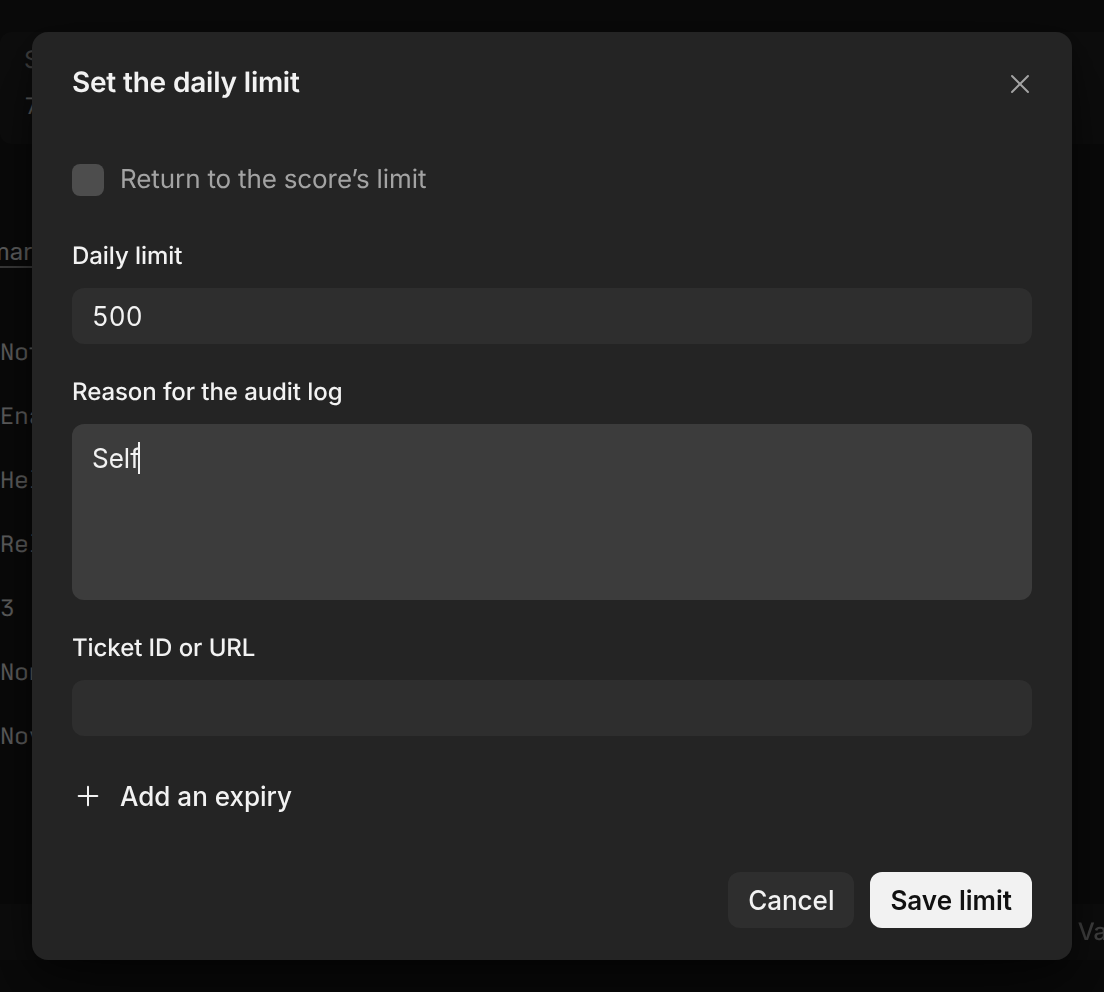 Set the daily limit
Return to the score’s limit
Daily limit
500
Reason for the audit log
Self
Ticket ID or URL
Add an expiry
Cancel
Save limit
3